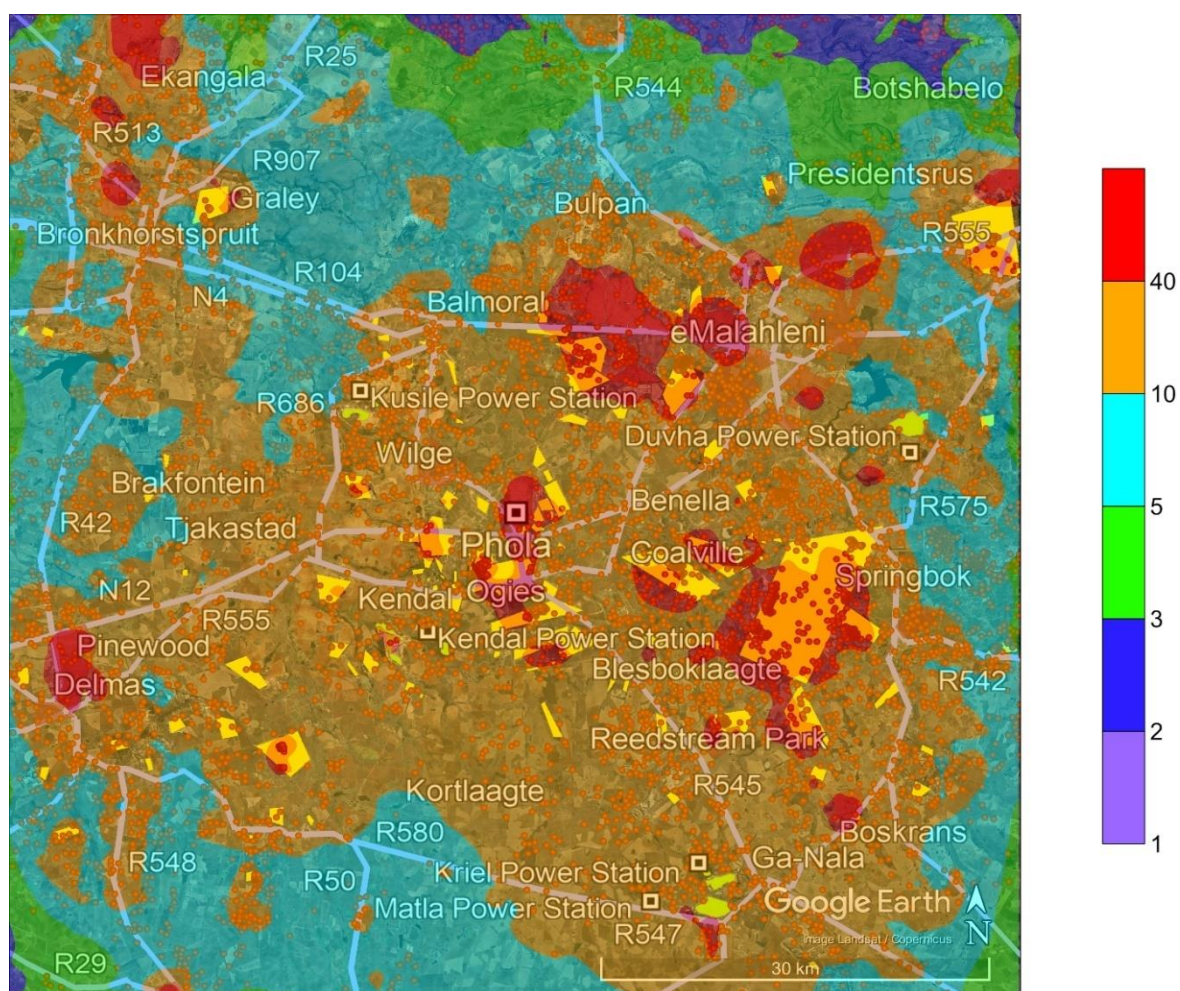 R25
Ekangala
R544
Botshabelo
R513
R907
Presidentsrus
Graley
Bulpan
Bronkhorstspruit
R555
R104
N4
Balmoral
eMalahleni
R686
Kusile Power Station
Duvha Power Station
Wilge
Brakfontein
Benella
R575
R42
Tjakastad
Phola
Coalville
Springbok
N12
Kendal
Ogies
R555
Pinewood
Kendal Power Station
Blesboklaagte
Delmas
R542
Reedstream Park
R545
Kortlaagte
R580
Boskrans
R548
Ga-Nala
R50
Kriel Power Station
Google Earth
Matla Power Station
N
R547
Image Landsat / Copernicus
R29
30 km
40
10
5
3
2
1